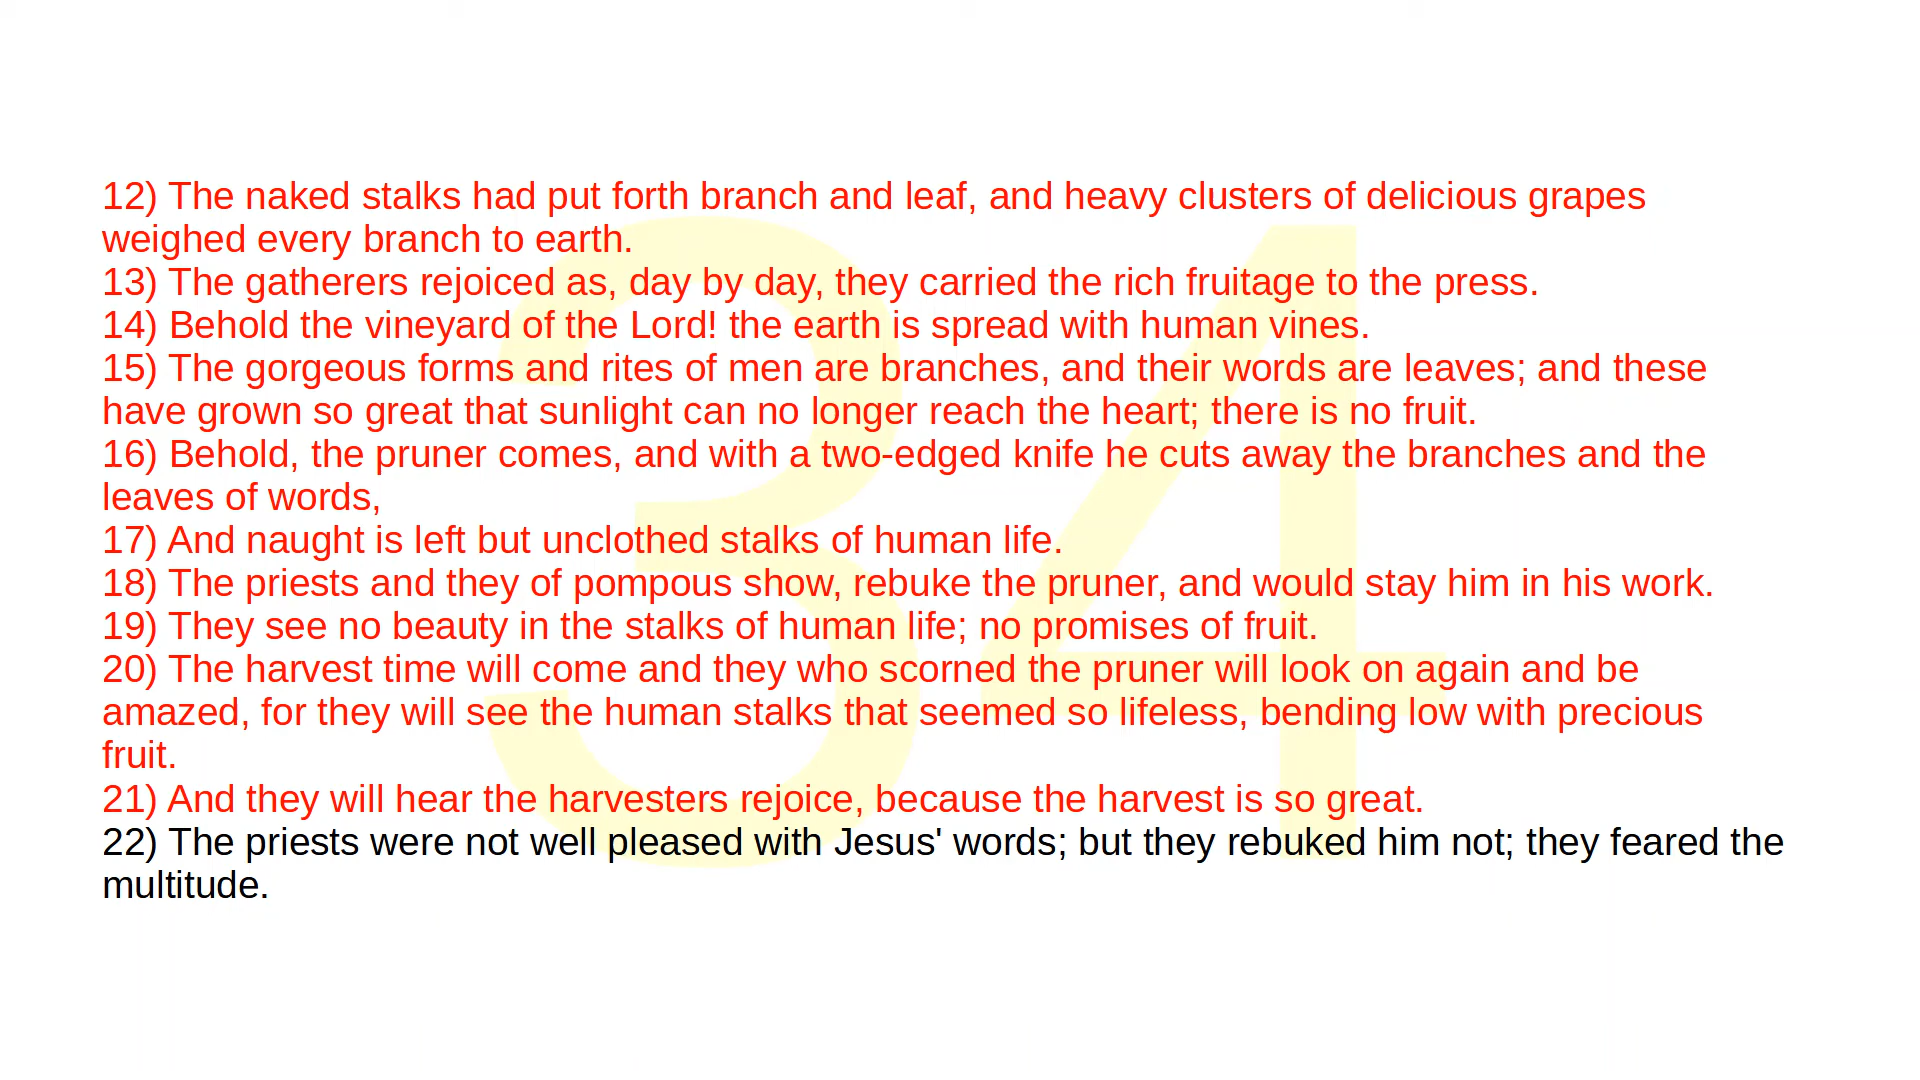 34
12) The naked stalks had put forth branch and leaf, and heavy clusters of delicious grapes
weighed every branch to earth.
13) The gatherers rejoiced as, day by day, they carried the rich fruitage to the press.
14) Behold the vineyard of the Lord! the earth is spread with human vines.
15) The gorgeous forms and rites of men are branches, and their words are leaves; and these
have grown so great that sunlight can no longer reach the heart; there is no fruit.
16) Behold, the pruner comes, and with a two-edged knife he cuts away the branches and the
leaves of words,
17) And naught is left but unclothed stalks of human life.
18) The priests and they of pompous show, rebuke the pruner, and would stay him in his work.
19) They see no beauty in the stalks of human life; no promises of fruit.
20) The harvest time will come and they who scorned the pruner will look on again and be
amazed, for they will see the human stalks that seemed so lifeless, bending low with precious
fruit.
21) And they will hear the harvesters rejoice, because the harvest is so great.
22) The priests were not well pleased with Jesus' words; but they rebuked him not; they feared the
multitude.